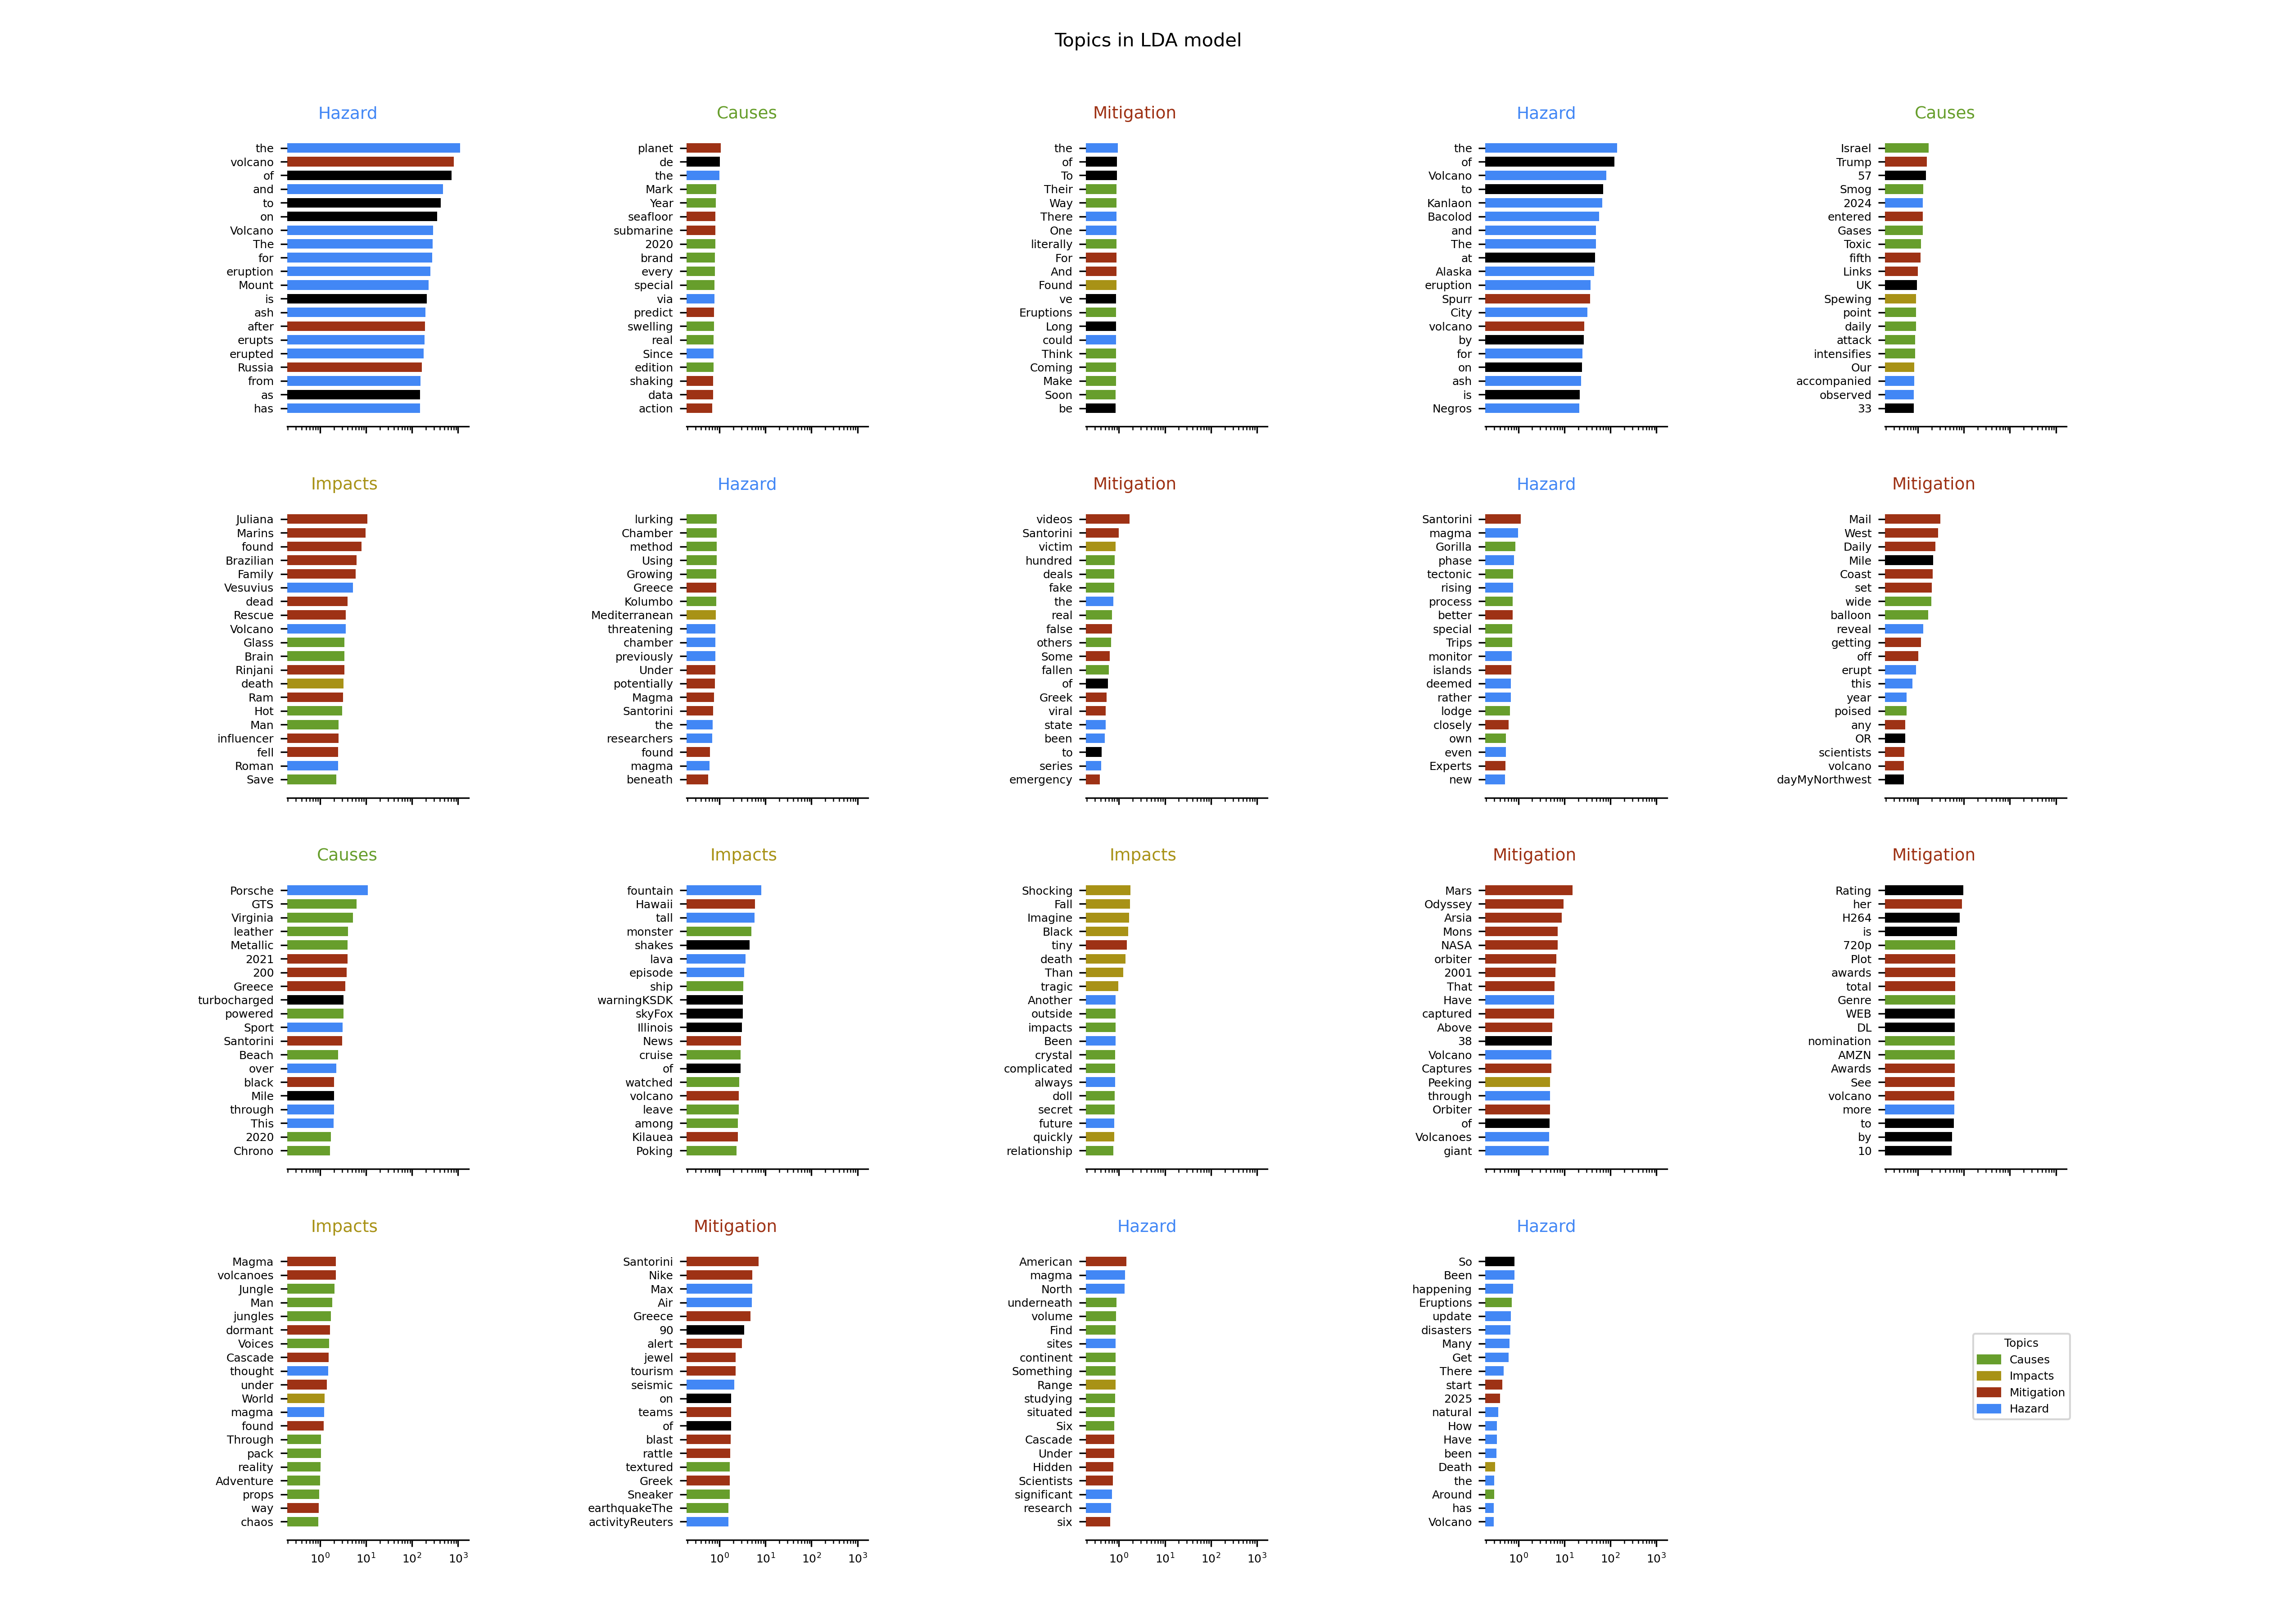 Topics in LDA model
Hazard
the
volcano
of
and
to
on
Volcano
The
for
eruption
Mount
is
ash
after
erupts
erupted
Russia
from
as
has
Causes
planet
de
the
Mark
Year
seafloor
submarine
2020
brand
every
special
via
predict
swelling
real
Since
edition
shaking
data
action
Mitigation
the
of
To
Their
Way
There
One
literally
For
And
Found
ve
Eruptions
Long
could
Think
Coming
Make
Soon
be
Hazard
the
of
Volcano
to
Kanlaon
Bacolod
and
The
at
Alaska
eruption
Spurr
City
volcano
by
for
on
ash
is
Negros
Causes
Israel
Trump
57
Smog
2024
entered
Gases
Toxic
fifth
Links
UK
Spewing
point
daily
attack
intensifies
Our
accompanied
observed
33
Impacts
Juliana
Marins
found
Brazilian
Family
Vesuvius
dead
Rescue
Volcano
Glass
Brain
Rinjani
death
Ram
Hot
Man
influencer
fell
Roman
Save
Hazard
lurking
Chamber
method
Using
Growing
Greece
Kolumbo
Mediterranean
threatening
chamber
previously
Under
potentially
Magma
Santorini
the
researchers
found
magma
beneath
Mitigation
videos
Santorini
victim
hundred
deals
fake
the
real
false
others
Some
fallen
of
Greek
viral
state
been
to
series
emergency
Hazard
Santorini
magma
Gorilla
phase
tectonic
rising
process
better
special
Trips
monitor
islands
deemed
rather
lodge
closely
own
even
Experts
new
Mitigation
Mail
West
Daily
Mile
Coast
set
wide
balloon
reveal
getting
off
erupt
this
year
poised
any
OR
scientists
volcano
dayMyNorthwest
Causes
Porsche
GTS
Virginia
leather
Metallic
2021
200
Greece
turbocharged
powered
Sport
Santorini
Beach
over
black
Mile
through
This
2020
Chrono
Impacts
fountain
Hawaii
tall
monster
shakes
lava
episode
ship
warningKSDK
skyFox
Illinois
News
cruise
of
watched
volcano
leave
among
Kilauea
Poking
Impacts
Shocking
Fall
Imagine
Black
tiny
death
Than
tragic
Another
outside
impacts
Been
crystal
complicated
always
doll
secret
future
quickly
relationship
Mitigation
Mars
Odyssey
Arsia
Mons
NASA
orbiter
2001
That
Have
captured
Above
38
Volcano
Captures
Peeking
through
Orbiter
of
Volcanoes
giant
Mitigation
Rating
her
H264
is
720p
Plot
awards
total
Genre
WEB
DL
nomination
AMZN
Awards
See
volcano
more
to
by
10
Impacts
Magma
volcanoes
Jungle
Man
jungles
dormant
Voices
Cascade
thought
under
World
magma
found
Through
pack
reality
Adventure
props
way
chaos
10⁰ 10¹ 10² 10³
Mitigation
Santorini
Nike
Max
Air
Greece
90
alert
jewel
tourism
seismic
on
teams
of
blast
rattle
textured
Greek
Sneaker
earthquakeThe
activityReuters
10⁰ 10¹ 10² 10³
Hazard
American
magma
North
underneath
volume
Find
sites
continent
Something
Range
studying
situated
Six
Cascade
Under
Hidden
Scientists
significant
research
six
10⁰ 10¹ 10² 10³
Hazard
So
Been
happening
Eruptions
update
disasters
Many
Get
There
start
2025
natural
How
Have
been
Death
the
Around
has
Volcano
10⁰ 10¹ 10² 10³
Topics
Causes
Impacts
Mitigation
Hazard